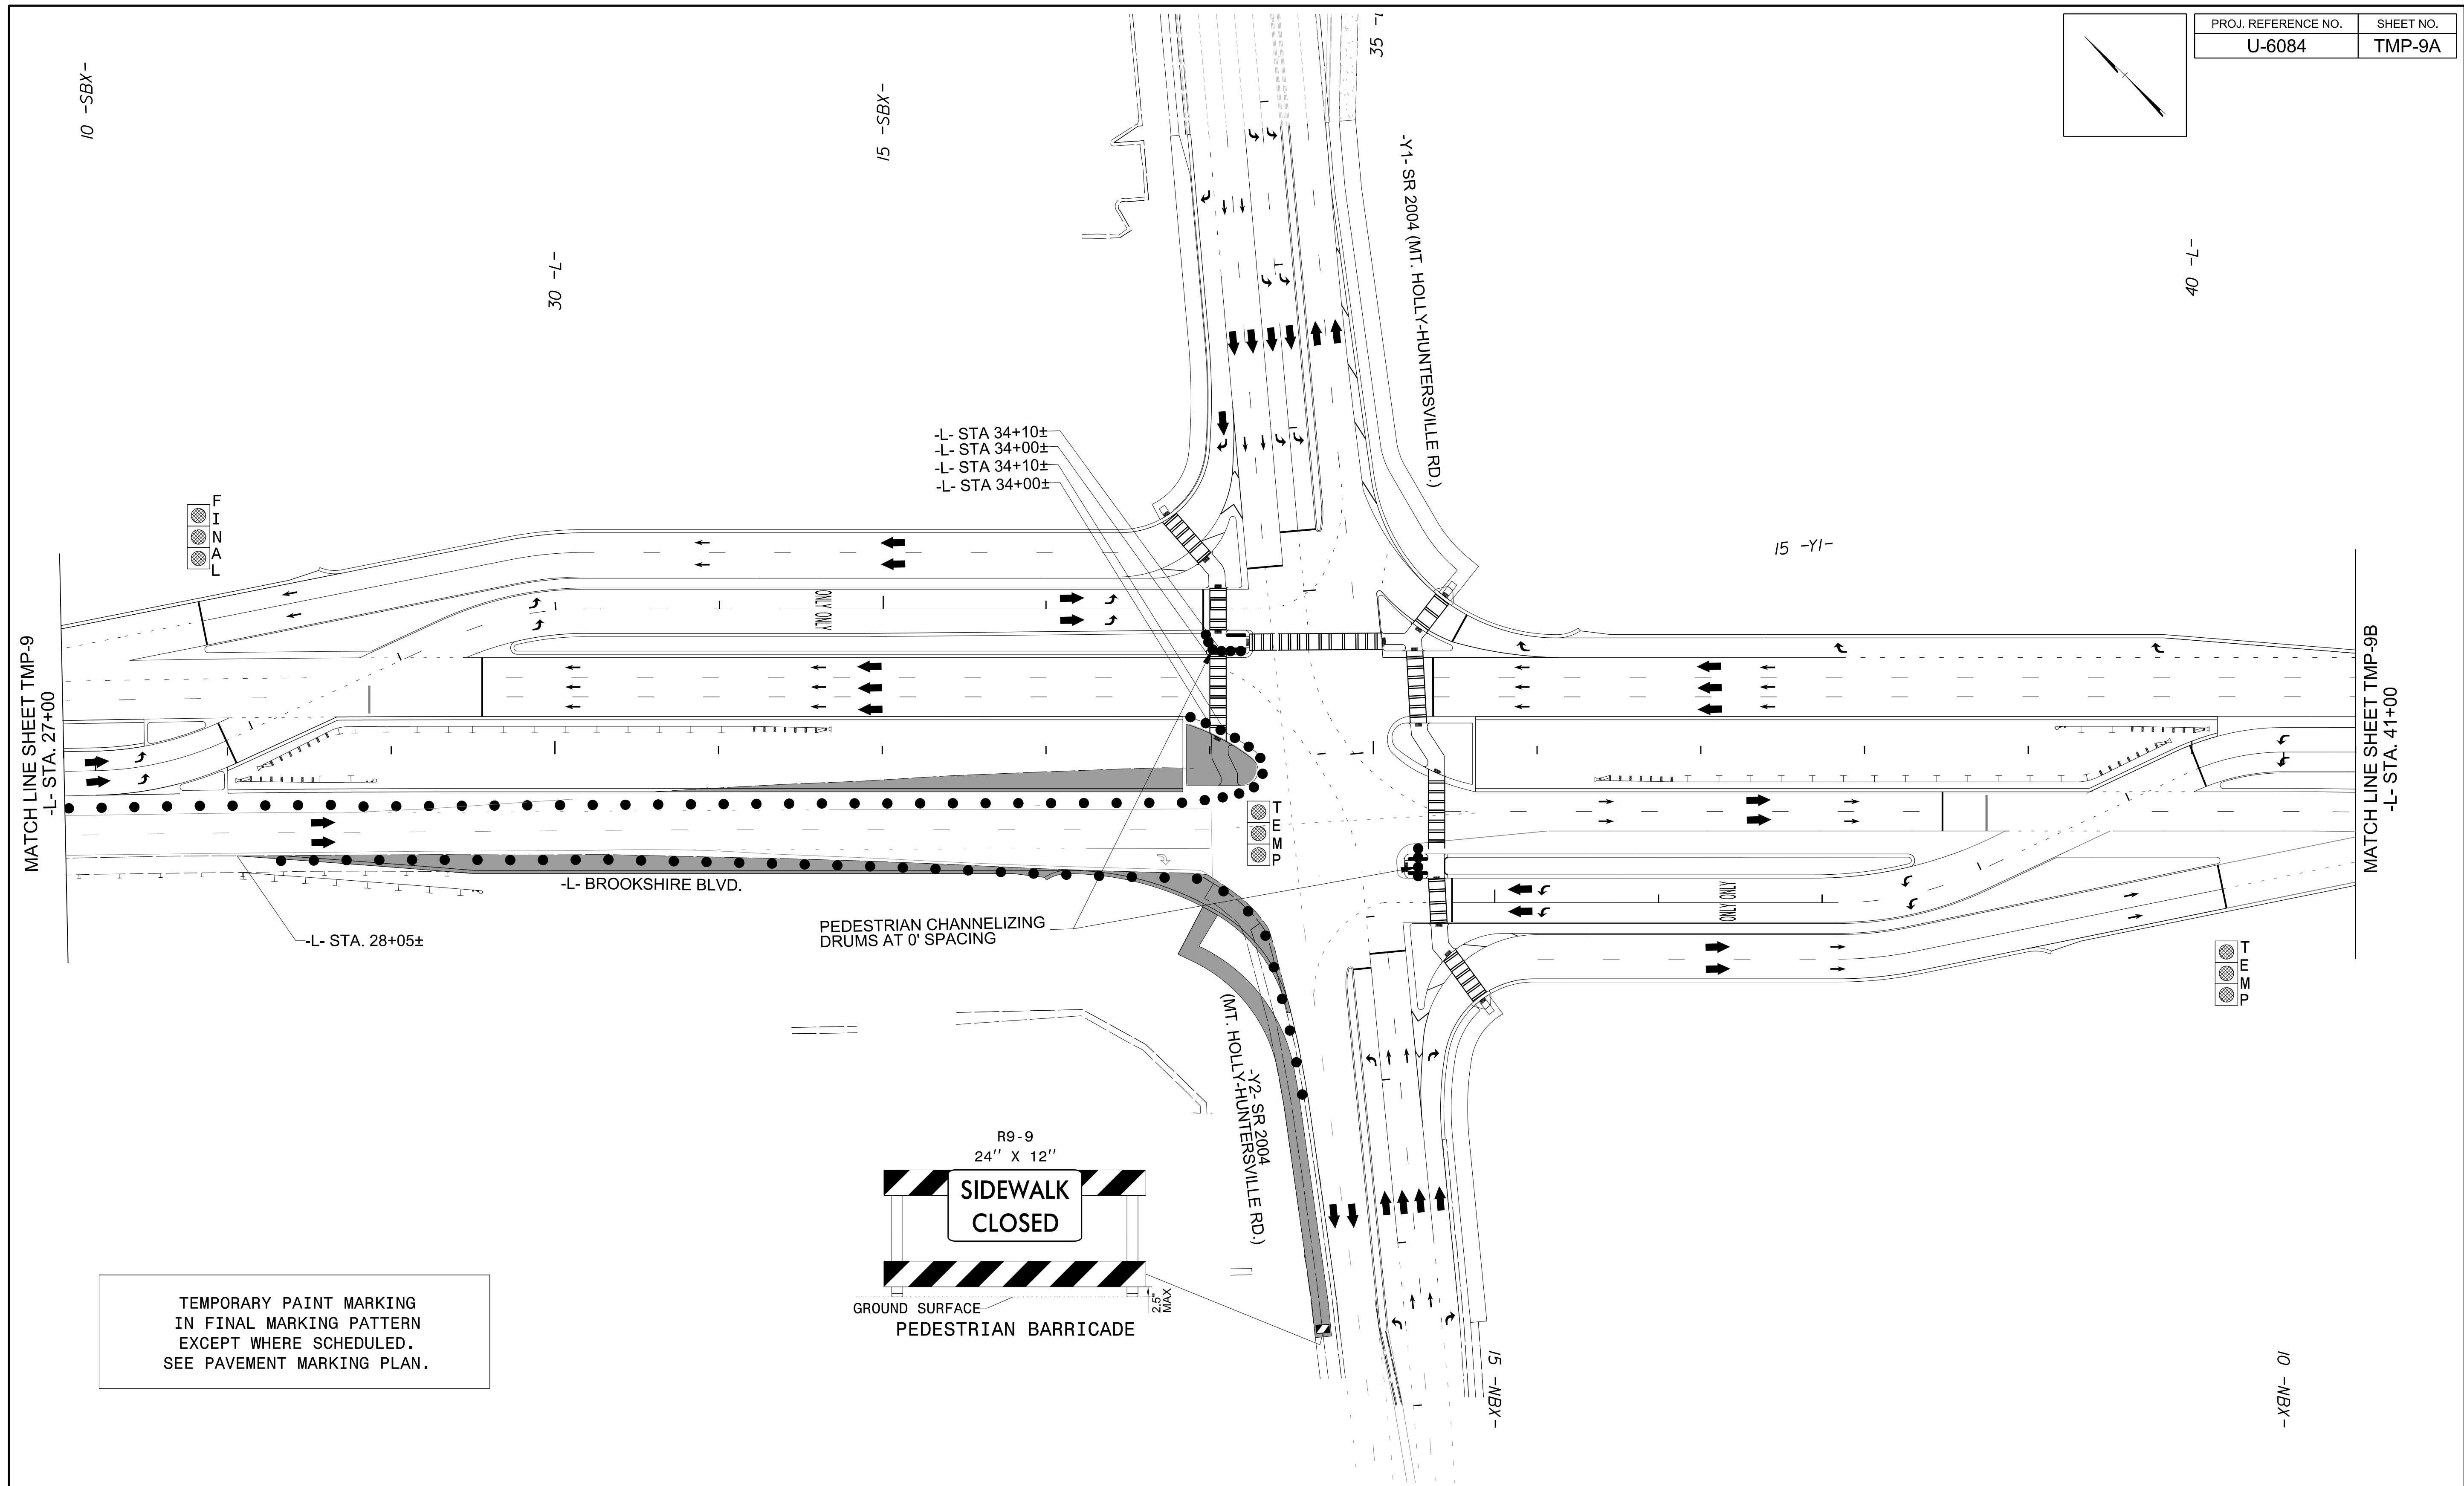 PROJ. REFERENCE NO.
SHEET NO.
U-6084
TMP-9A
10 -SBX-
15 -SBX-
30 -L-
35 -L-
40 -L-
-Y1- SR 2004 (MT. HOLLY-HUNTERSVILLE RD.)
-L- STA 34+10±
-L- STA 34+00±
-L- STA 34+10±
-L- STA 34+00±
FINAL
15 -Y1-
ONLY ONLY
MATCH LINE SHEET TMP-9
-L- STA. 27+00
MATCH LINE SHEET TMP-9B
-L- STA. 41+00
TEMP
-L- BROOKSHIRE BLVD.
-L- STA. 28+05±
PEDESTRIAN CHANNELIZING
DRUMS AT 0' SPACING
ONLY ONLY
TEMP
-Y2- SR 2004
(MT. HOLLY-HUNTERSVILLE RD.)
R9-9
24'' X 12''
SIDEWALK
CLOSED
GROUND SURFACE
2.5"
MAX
PEDESTRIAN BARRICADE
TEMPORARY PAINT MARKING
IN FINAL MARKING PATTERN
EXCEPT WHERE SCHEDULED.
SEE PAVEMENT MARKING PLAN.
15 -NBX-
10 -NBX-